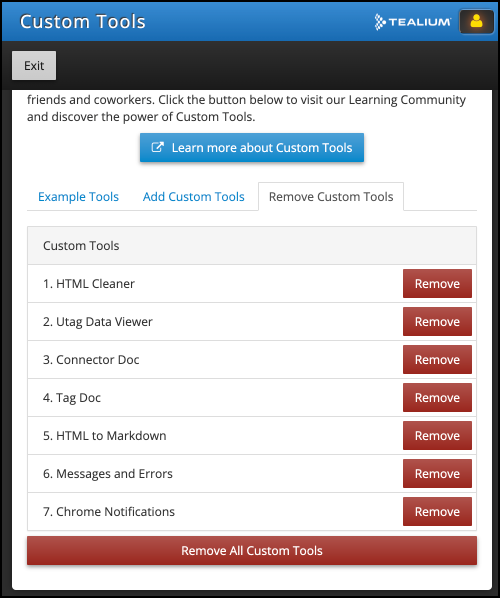 Custom Tools
TEALIUM
Exit
friends and coworkers. Click the button below to visit our Learning Community
and discover the power of Custom Tools.
Learn more about Custom Tools
Example Tools
Add Custom Tools
Remove Custom Tools
Custom Tools
1. HTML Cleaner
Remove
2. Utag Data Viewer
Remove
3. Connector Doc
Remove
4. Tag Doc
Remove
5. HTML to Markdown
Remove
6. Messages and Errors
Remove
7. Chrome Notifications
Remove
Remove All Custom Tools